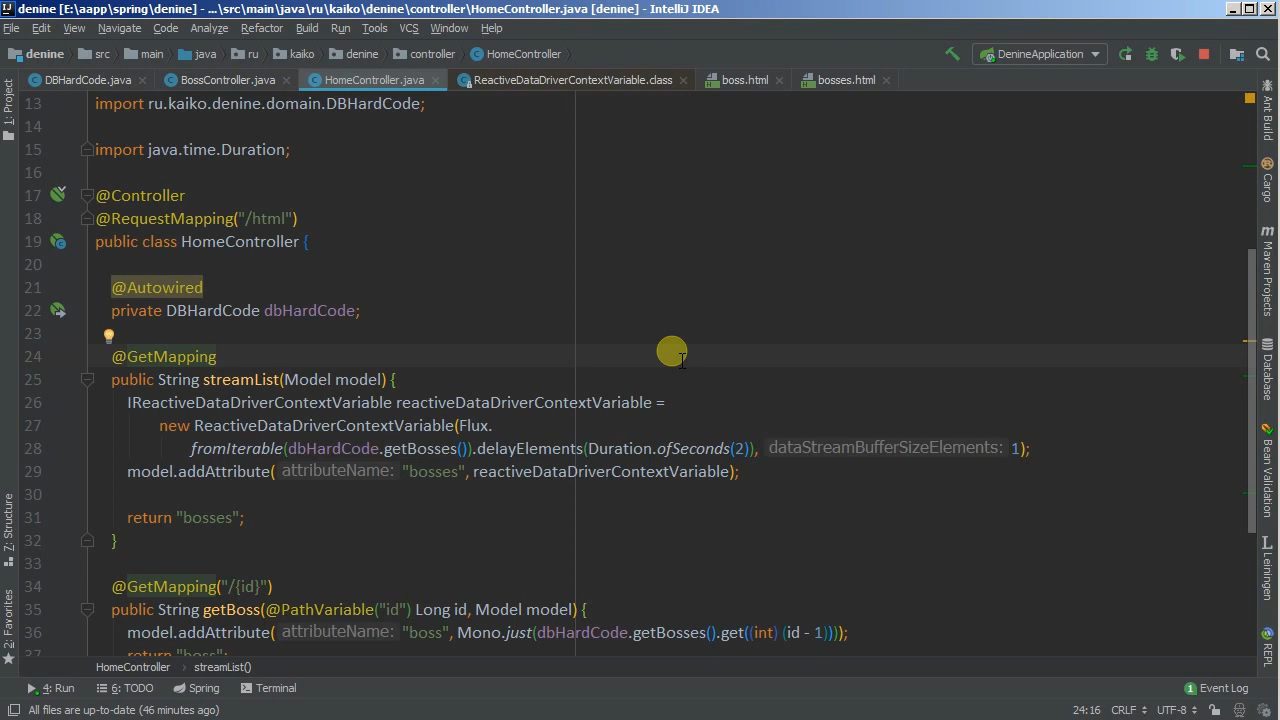 denine [E:\aapp\spring\denine] - ...\src\main\java\ru\kaiko\denine\controller\HomeController.java [denine] - IntelliJ IDEA
File Edit View Navigate Code Analyze Refactor Build Run Tools VCS Window Help
denine src main java ru kaiko denine controller HomeController DenineApplication
DBHardCode.java BossController.java HomeController.java ReactiveDataDriverContextVariable.class boss.html bosses.html
13 import ru.kaiko.denine.domain.DBHardCode;
14
15 import java.time.Duration;
16
17 @Controller
18 @RequestMapping("/html")
19 public class HomeController {
20
21 @Autowired
22 private DBHardCode dbHardCode;
23
24 @GetMapping
25 public String streamList(Model model) {
26 IReactiveDataDriverContextVariable reactiveDataDriverContextVariable =
27 new ReactiveDataDriverContextVariable(Flux.
28 fromIterable(dbHardCode.getBosses()).delayElements(Duration.ofSeconds(2)), dataStreamBufferSizeElements: 1);
29 model.addAttribute( attributeName: "bosses", reactiveDataDriverContextVariable);
30
31 return "bosses";
32 }
33
34 @GetMapping("/{id}")
35 public String getBoss(@PathVariable("id") Long id, Model model) {
36 model.addAttribute( attributeName: "boss", Mono.just(dbHardCode.getBosses().get((int) (id - 1))));
37 return "boss";
HomeController streamList()
4: Run 6: TODO Spring Terminal 1 Event Log
All files are up-to-date (46 minutes ago) 24:16 CRLF UTF-8
1: Project
7: Structure
2: Favorites
Ant Build
Cargo
m Maven Projects
Database
Bean Validation
L Leiningen
REPL